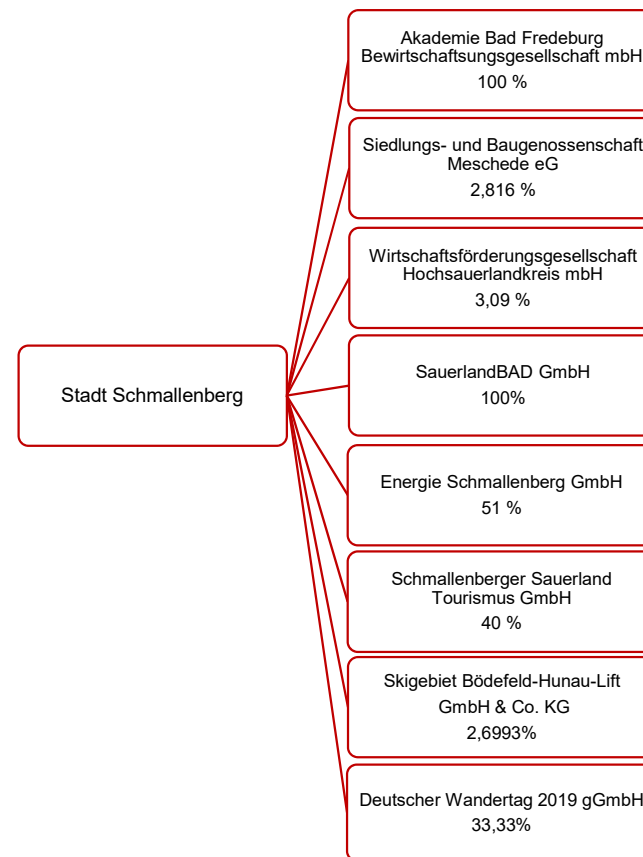 Stadt Schmallenberg
Akademie Bad Fredeburg
Bewirtschaftsungsgesellschaft mbH
100 %
Siedlungs- und Baugenossenschaft
Meschede eG
2,816 %
Wirtschaftsförderungsgesellschaft
Hochsauerlandkreis mbH
3,09 %
SauerlandBAD GmbH
100%
Energie Schmallenberg GmbH
51 %
Schmallenberger Sauerland
Tourismus GmbH
40 %
Skigebiet Bödefeld-Hunau-Lift
GmbH & Co. KG
2,6993%
Deutscher Wandertag 2019 gGmbH
33,33%